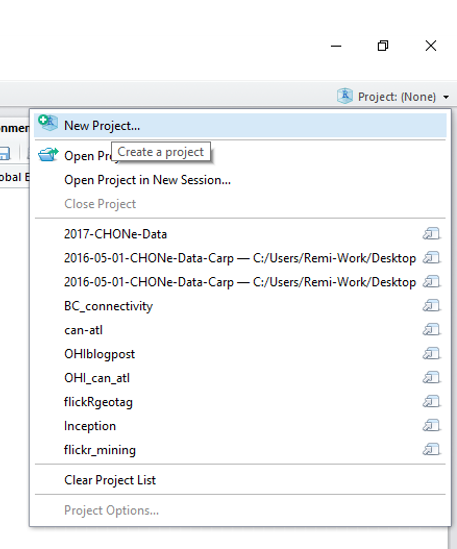 Project: (None)
nment
New Project...
Create a project
Open Proj
obal E
Open Project in New Session...
Close Project
2017-CHONe-Data
2016-05-01-CHONe-Data-Carp — C:/Users/Remi-Work/Desktop
2016-05-01-CHONe-Data-Carp — C:/Users/Remi-Work/Desktop
BC_connectivity
can-atl
OHIblogpost
OHI_can_atl
flickRgeotag
Inception
flickr_mining
Clear Project List
Project Options...